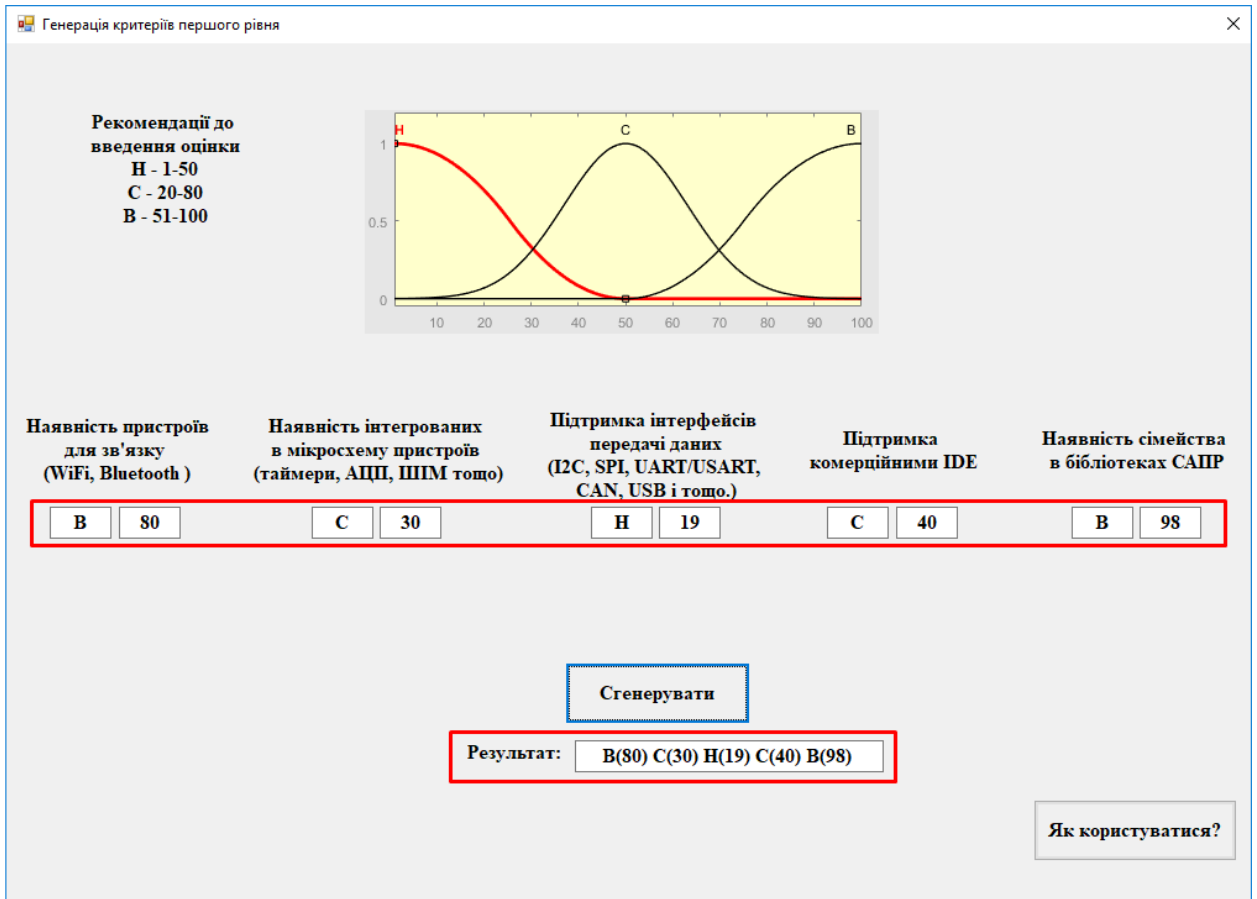 Генерація критеріїв першого рівня
Рекомендації до
введення оцінки
Н - 1-50
С - 20-80
В - 51-100
Н
С
В
1
0.5
0
10 20 30 40 50 60 70 80 90 100
Наявність пристроїв
для зв'язку
(WiFi, Bluetooth )
Наявність інтегрованих
в мікросхему пристроїв
(таймери, АЦП, ШІМ тощо)
Підтримка інтерфейсів
передачі даних
(I2C, SPI, UART/USART,
CAN, USB і тощо.)
Підтримка
комерційними IDE
Наявність сімейства
в бібліотеках САПР
В 80 С 30 Н 19 С 40 В 98
Сгенерувати
Результат: В(80) С(30) Н(19) С(40) В(98)
Як користуватися?